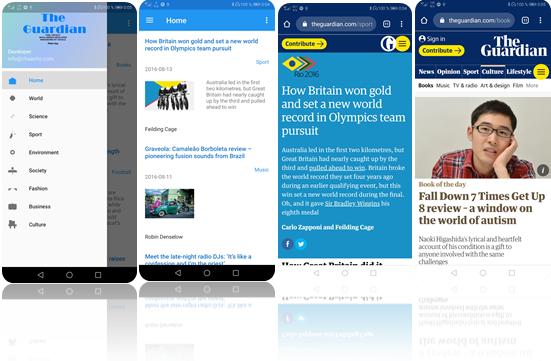 The
Guardian
Developer
info@chaaoho.com
Home
World
Science
Sport
Environment
Society
Fashion
Business
Culture
Books
Football
Home
How Britain won gold and set a new
world record in Olympics team pursuit
Sport
2016-08-13
Australia led in the first
two kilometres, but Great
Britain had nearly caught
up by the third and pulled
ahead to win
Feilding Cage
Graveola: Camaleão Borboleta review –
pioneering fusion sounds from Brazil
Music
2016-08-11
Robin Denselow
Meet the late-night radio DJs: 'It's like a
confession and I'm the priest'
theguardian.com/sport
Contribute
Rio2016
How Britain won gold
and set a new world
record in Olympics team
pursuit
Australia led in the first two kilometres, but
Great Britain had nearly caught up by the
third and pulled ahead to win. Britain broke
the world record they set four years ago
during an earlier qualifying event, but this
win set a new world record during the final.
Oh, and it gave Sir Bradley Wiggins his
eighth medal
Carlo Zapponi and Feilding Cage
How Great Britain did it
theguardian.com/book
Sign in
Contribute
The
Guardian
News Opinion Sport Culture Lifestyle
Books Music TV & radio Art & design Film More
Book of the day
Fall Down 7 Times Get Up
8 review - a window on
the world of autism
Naoki Higashida's lyrical and heartfelt
account of his condition is a gift to
anyone involved with the same
challenges